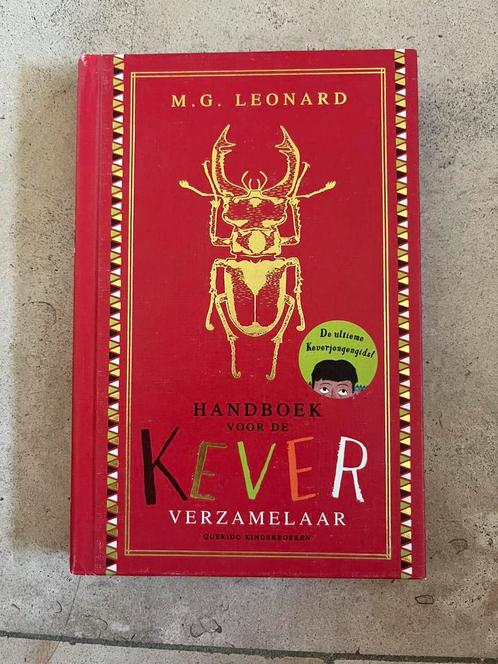 M.G. LEONARD
De ultieme
Keverjongengids!
HANDBOEK
VOOR DE
KEVER
VERZAMELAAR
QUERIDO KINDERBOEKEN